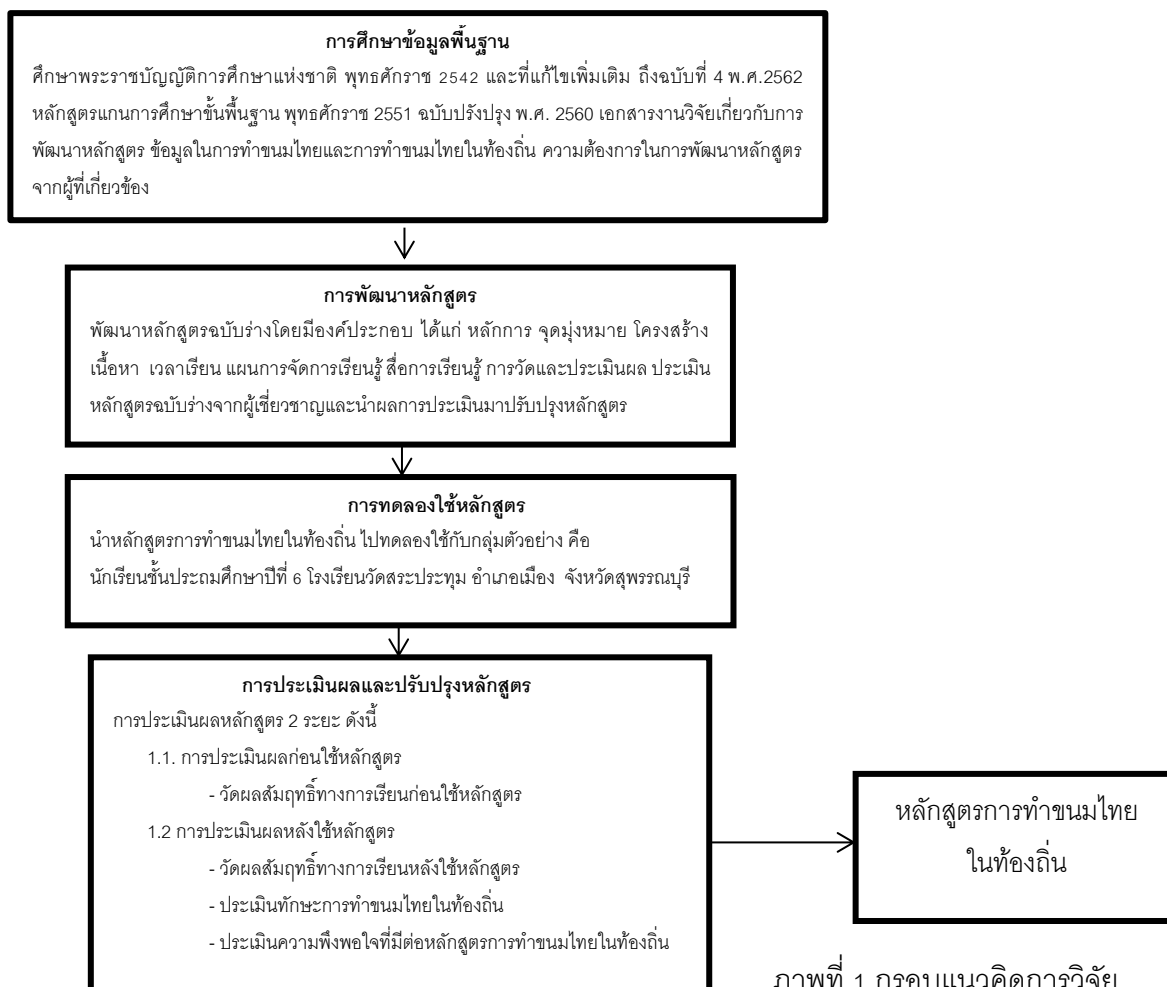 การศึกษาข้อมูลพื้นฐาน
ศึกษาพระราชบัญญัติการศึกษาแห่งชาติ พุทธศักราช 2542 และที่แก้ไขเพิ่มเติม ถึงฉบับที่ 4 พ.ศ.2562
หลักสูตรแกนการศึกษาขั้นพื้นฐาน พุทธศักราช 2551 ฉบับปรังปรุง พ.ศ. 2560 เอกสารงานวิจัยเกี่ยวกับการ
พัฒนาหลักสูตร ข้อมูลในการทำขนมไทยและการทำขนมไทยในท้องถิ่น ความต้องการในการพัฒนาหลักสูตร
จากผู้ที่เกี่ยวข้อง
การพัฒนาหลักสูตร
พัฒนาหลักสูตรฉบับร่างโดยมีองค์ประกอบ ได้แก่ หลักการ จุดมุ่งหมาย โครงสร้าง
เนื้อหา เวลาเรียน แผนการจัดการเรียนรู้ สื่อการเรียนรู้ การวัดและประเมินผล ประเมิน
หลักสูตรฉบับร่างจากผู้เชี่ยวชาญและนำผลการประเมินมาปรับปรุงหลักสูตร
การทดลองใช้หลักสูตร
นำหลักสูตรการทำขนมไทยในท้องถิ่น ไปทดลองใช้กับกลุ่มตัวอย่าง คือ
นักเรียนชั้นประถมศึกษาปีที่ 6 โรงเรียนวัดสระประทุม อำเภอเมือง จังหวัดสุพรรณบุรี
การประเมินผลและปรับปรุงหลักสูตร
การประเมินผลหลักสูตร 2 ระยะ ดังนี้
1.1. การประเมินผลก่อนใช้หลักสูตร
- วัดผลสัมฤทธิ์ทางการเรียนก่อนใช้หลักสูตร
1.2 การประเมินผลหลังใช้หลักสูตร
- วัดผลสัมฤทธิ์ทางการเรียนหลังใช้หลักสูตร
- ประเมินทักษะการทำขนมไทยในท้องถิ่น
- ประเมินความพึงพอใจที่มีต่อหลักสูตรการทำขนมไทยในท้องถิ่น
หลักสูตรการทำขนมไทย
ในท้องถิ่น
ภาพที่ 1 กรอบแนวคิดการวิจัย